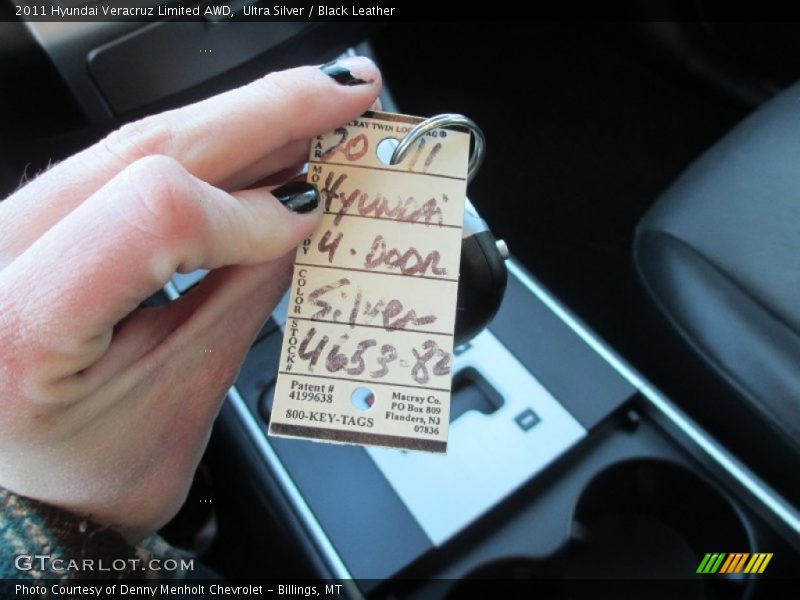 2011 Hyundai Veracruz Limited AWD, Ultra Silver / Black Leather
20 11
MO
Hyundai
4-Door
COLOR
Silver
STOCK#
4653-82
Patent #
4199638
800-KEY-TAGS
Macray Co.
PO Box 809
Flanders, NJ
07836
GTCARLOT.COM
Photo Courtesy of Denny Menholt Chevrolet – Billings, MT